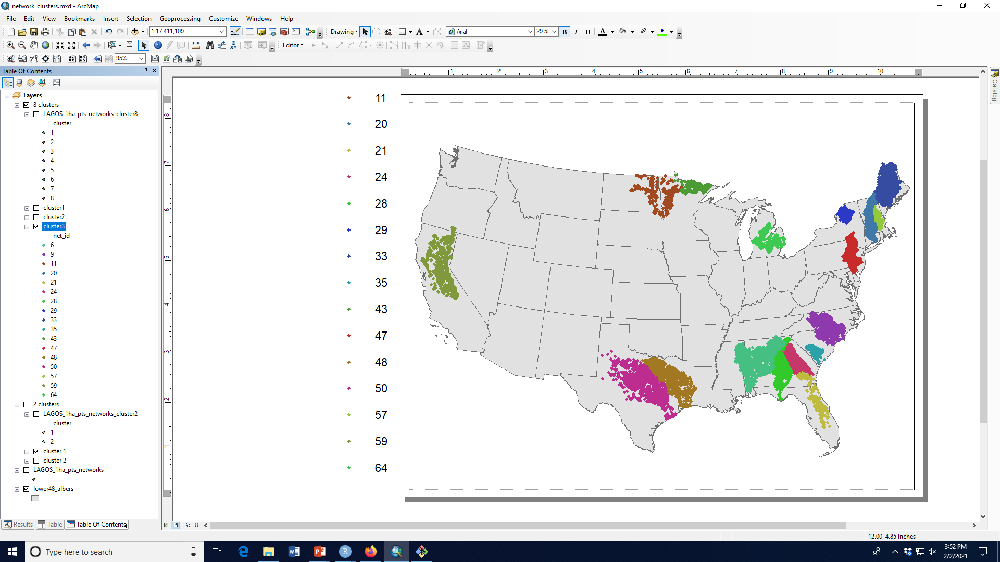 network_clusters.mxd - ArcMap
File Edit View Bookmarks Insert Selection Geoprocessing Customize Windows Help
1:17,411,109 Drawing Arial B I U A
Editor
95%
Table Of Contents
Layers
8 clusters
LAGOS_1ha_pts_networks_cluster8
cluster
1
2
3
4
5
6
7
8
cluster1
cluster2
cluster3
net_id
6
9
11
20
21
24
28
29
33
35
43
47
48
50
57
59
64
2 clusters
LAGOS_1ha_pts_networks_cluster2
cluster
1
2
cluster 1
cluster 2
LAGOS_1ha_pts_networks
lower48_albers
Results Table Table Of Contents
1 2 3 4 5 6 7 8 9 10
8
7
6
5
4
3
2
1
11
20
21
24
28
29
33
35
43
47
48
50
57
59
64
Catalog
12.00 4.85 Inches
Type here to search
3:52 PM
2/2/2021